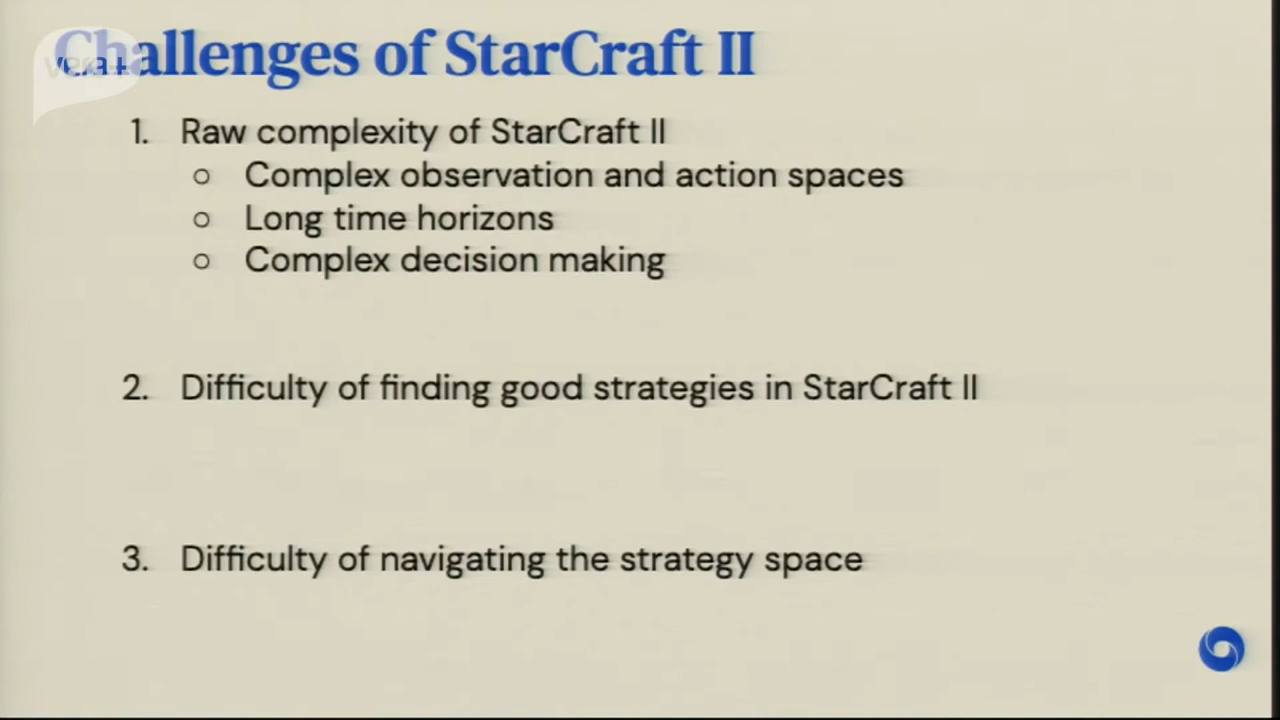 Challenges of StarCraft II
1. Raw complexity of StarCraft II
○ Complex observation and action spaces
○ Long time horizons
○ Complex decision making
2. Difficulty of finding good strategies in StarCraft II
3. Difficulty of navigating the strategy space